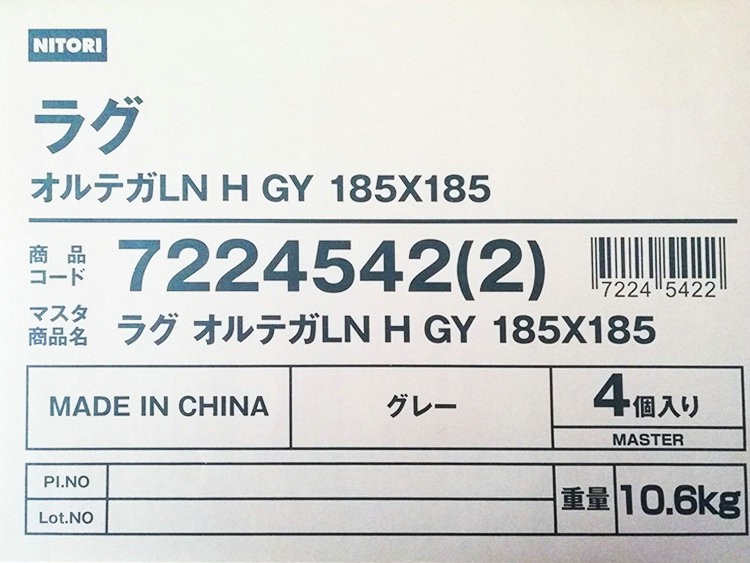 NITORI
ラグ
オルテガLN H GY 185X185
商品コード 7224542(2)
7224 5422
マスタ商品名 ラグ オルテガLN H GY 185X185
MADE IN CHINA グレー 4個入り
MASTER
PI.NO
Lot.NO
重量 10.6kg